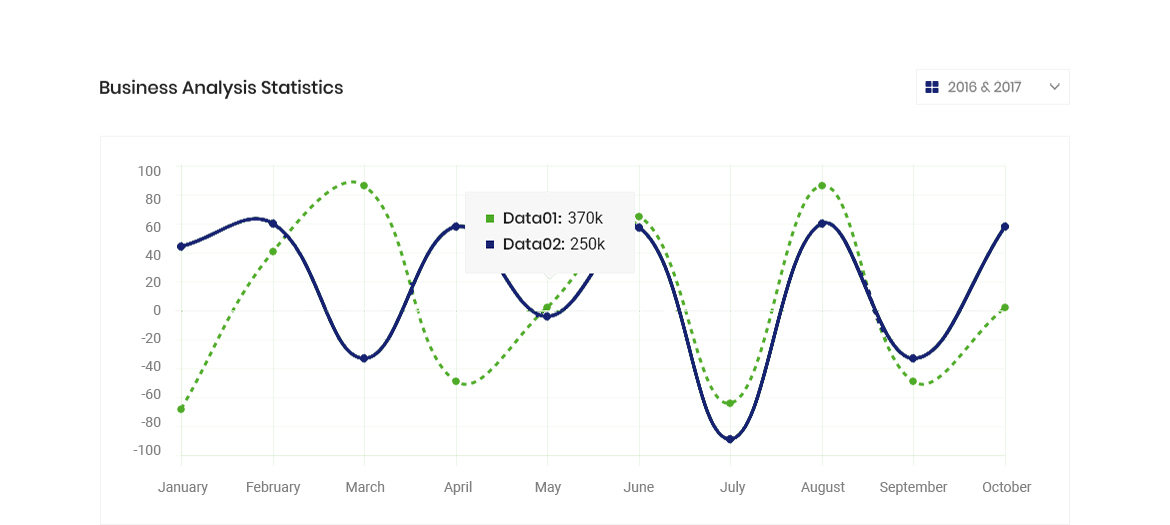 Business Analysis Statistics
2016 & 2017
100
80
60
40
20
0
-20
-40
-60
-80
-100
Data01: 370k
Data02: 250k
January February March April May June July August September October